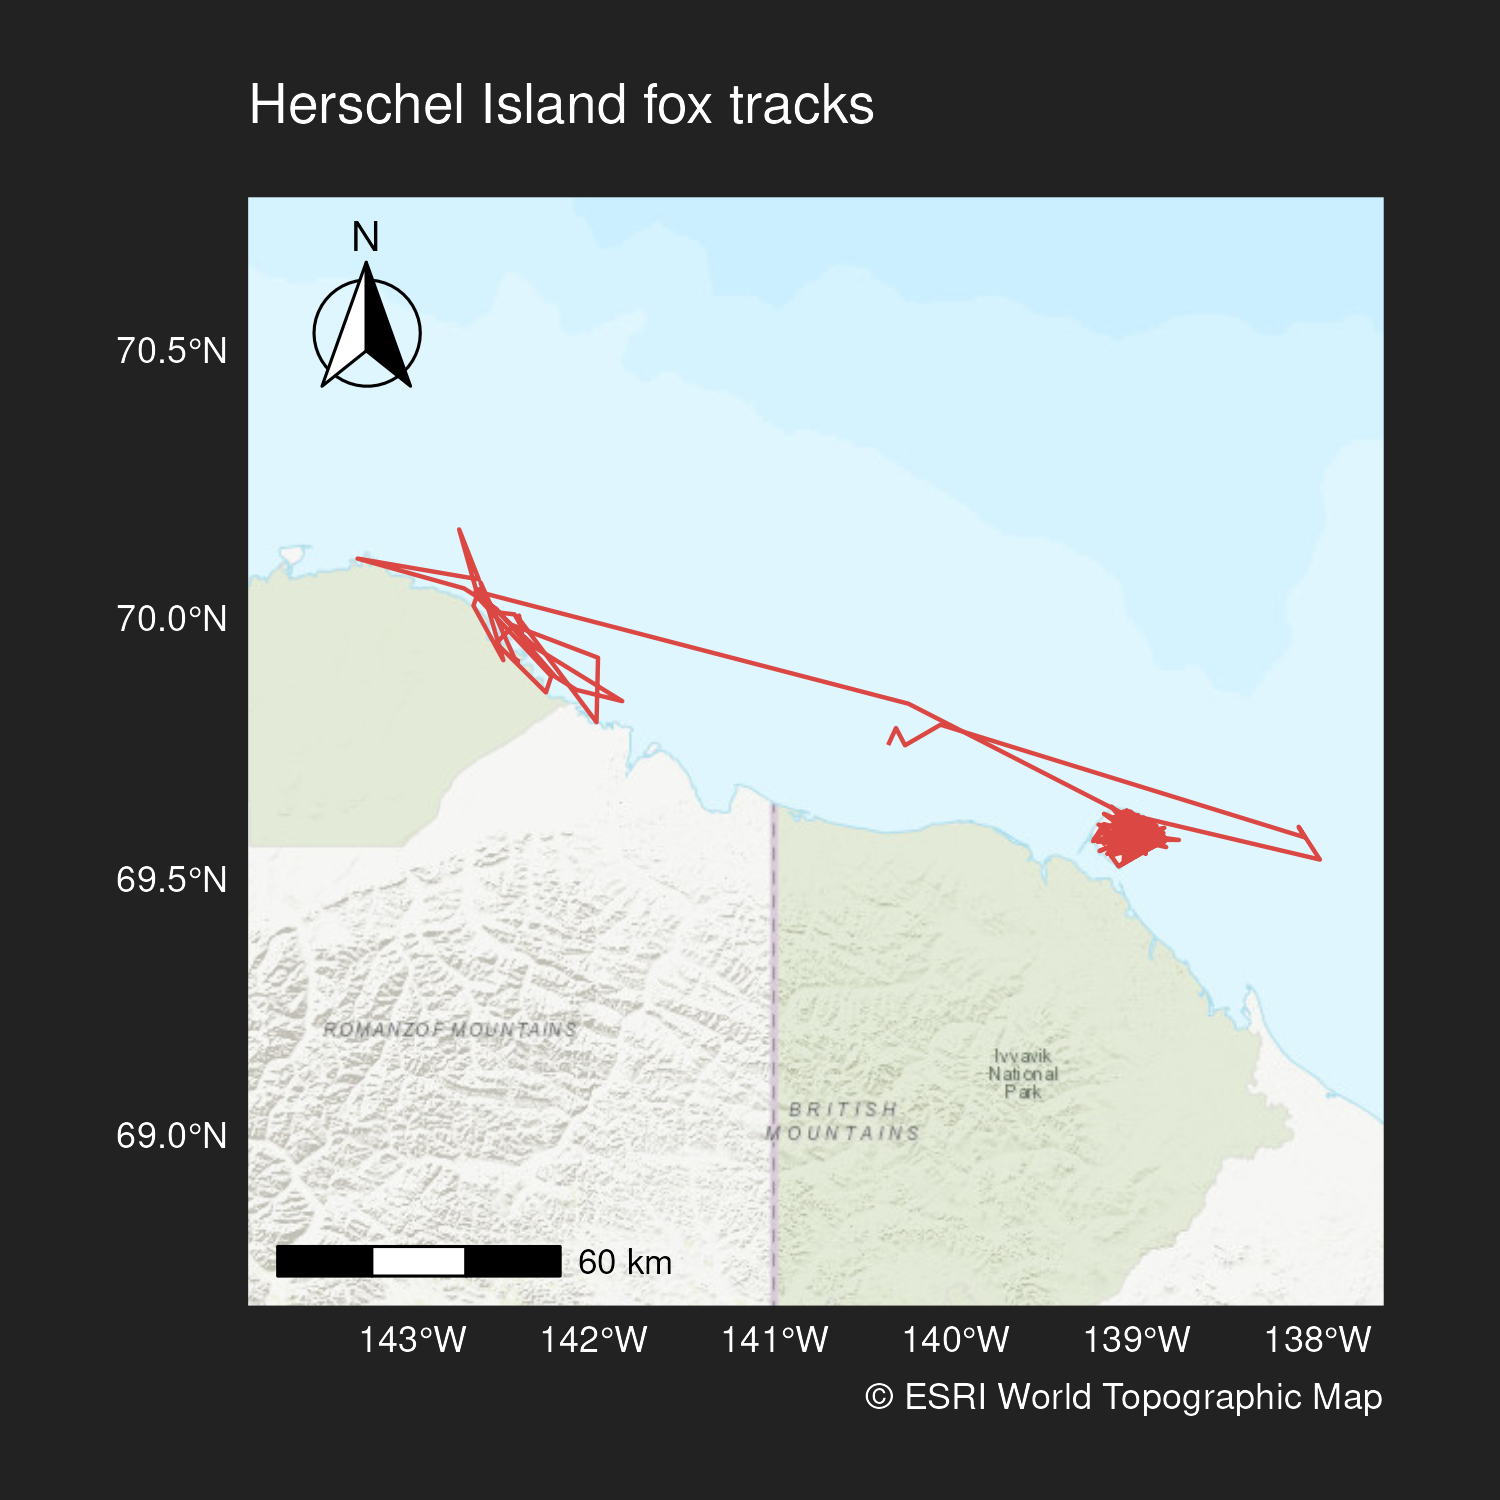 Herschel Island fox tracks
N
70.5°N
70.0°N
69.5°N
69.0°N
ROMANZOF MOUNTAINS
Ivvavik
National
Park
BRITISH
MOUNTAINS
60 km
143°W 142°W 141°W 140°W 139°W 138°W
© ESRI World Topographic Map